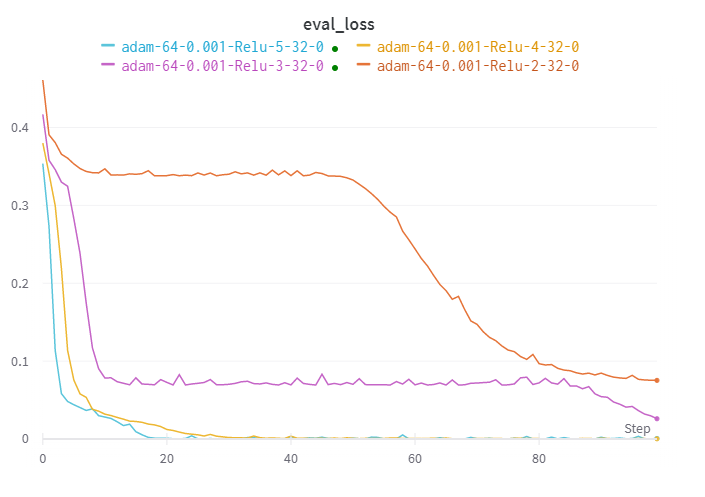 eval_loss
adam-64-0.001-Relu-5-32-0 adam-64-0.001-Relu-4-32-0
adam-64-0.001-Relu-3-32-0 adam-64-0.001-Relu-2-32-0
0.4
0.3
0.2
0.1
Step
0
0 20 40 60 80